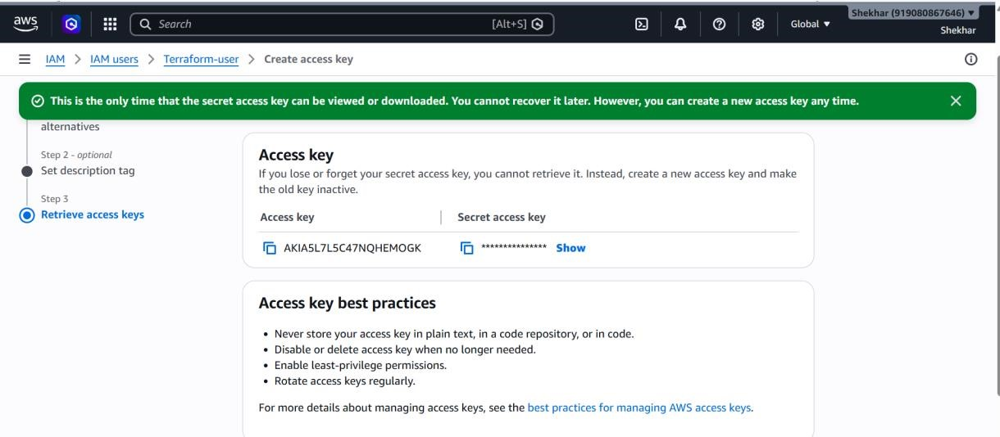 aws
Search [Alt+S]
Global ▼
Shekhar (919080867646) ▼
Shekhar
IAM > IAM users > Terraform-user > Create access key
This is the only time that the secret access key can be viewed or downloaded. You cannot recover it later. However, you can create a new access key any time.
alternatives
Step 2 - optional
Set description tag
Step 3
Retrieve access keys
Access key
If you lose or forget your secret access key, you cannot retrieve it. Instead, create a new access key and make
the old key inactive.
Access key
Secret access key
AKIA5L7L5C47NQHEMOGK
*************** Show
Access key best practices
• Never store your access key in plain text, in a code repository, or in code.
• Disable or delete access key when no longer needed.
• Enable least-privilege permissions.
• Rotate access keys regularly.
For more details about managing access keys, see the best practices for managing AWS access keys.